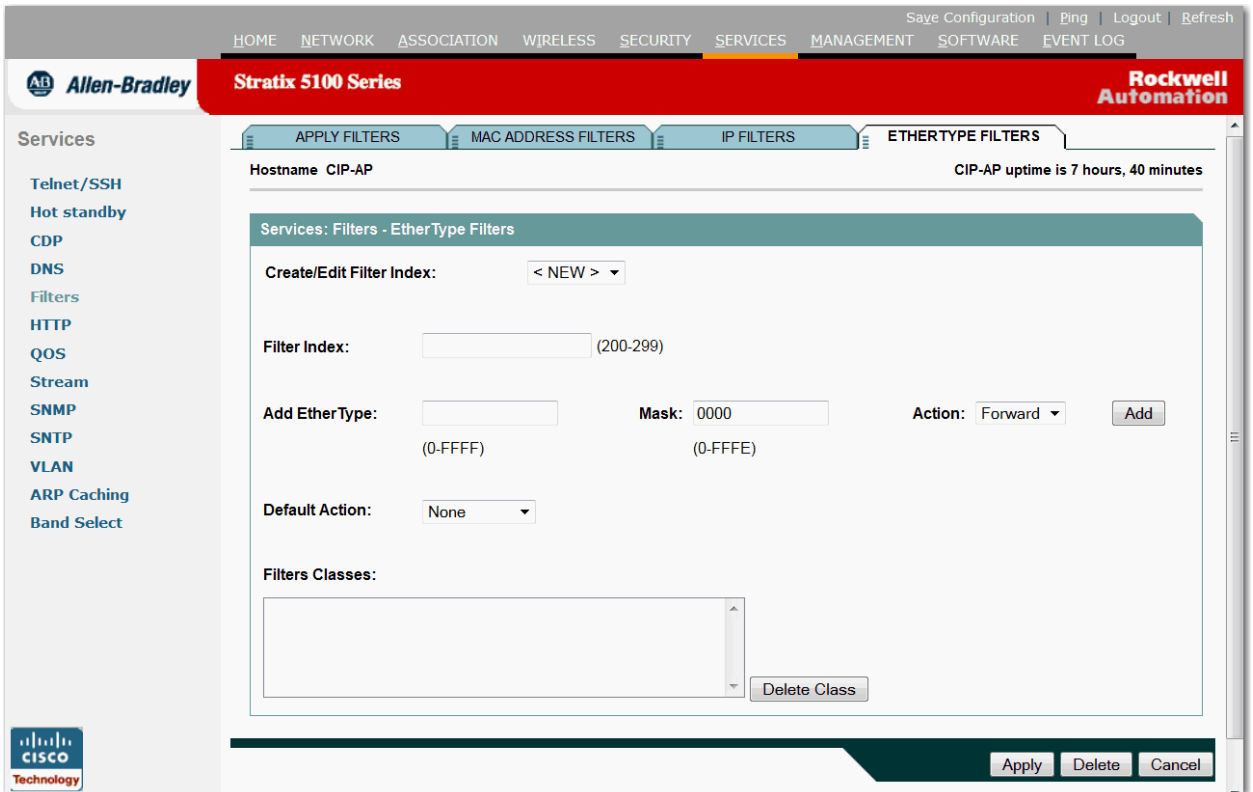 Save Configuration | Ping | Logout | Refresh
HOME NETWORK ASSOCIATION WIRELESS SECURITY SERVICES MANAGEMENT SOFTWARE EVENT LOG
AB Allen-Bradley
Stratix 5100 Series
Rockwell
Automation
Services
APPLY FILTERS MAC ADDRESS FILTERS IP FILTERS ETHERTYPE FILTERS
Hostname CIP-AP
CIP-AP uptime is 7 hours, 40 minutes
Telnet/SSH
Hot standby
CDP
DNS
Filters
HTTP
QOS
Stream
SNMP
SNTP
VLAN
ARP Caching
Band Select
Services: Filters - EtherType Filters
Create/Edit Filter Index: < NEW >
Filter Index: (200-299)
Add EtherType: Mask: 0000 Action: Forward Add
(0-FFFF) (0-FFFE)
Default Action: None
Filters Classes:
Delete Class
Apply Delete Cancel
CISCO
Technology